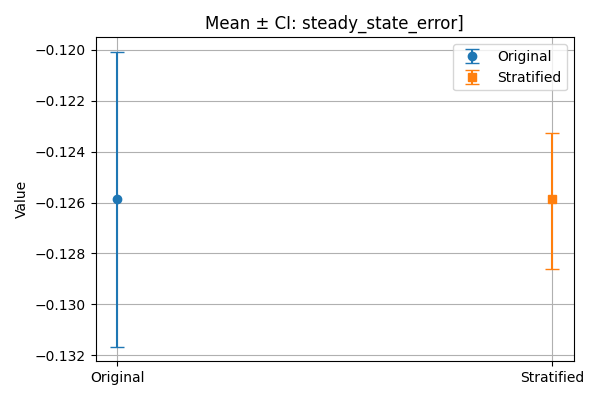 Mean ± CI: steady_state_error]
Original
Stratified
Value
−0.120
−0.122
−0.124
−0.126
−0.128
−0.130
−0.132
Original
Stratified